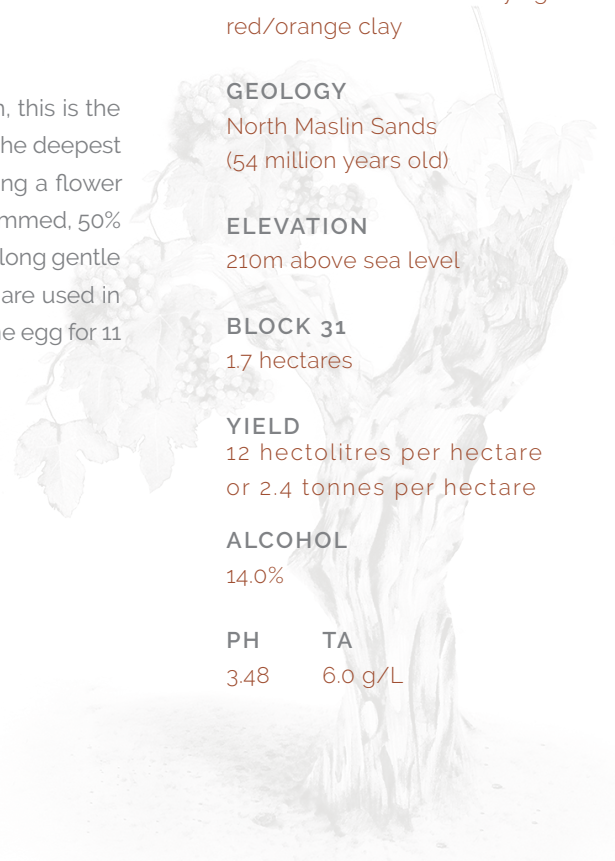 red/orange clay
GEOLOGY
North Maslin Sands
(54 million years old)
ELEVATION
210m above sea level
BLOCK 31
1.7 hectares
YIELD
12 hectolitres per hectare
or 2.4 tonnes per hectare
ALCOHOL
14.0%
PH TA
3.48 6.0 g/L
, this is the
he deepest
ng a flower
mmed, 50%
long gentle
are used in
e egg for 11